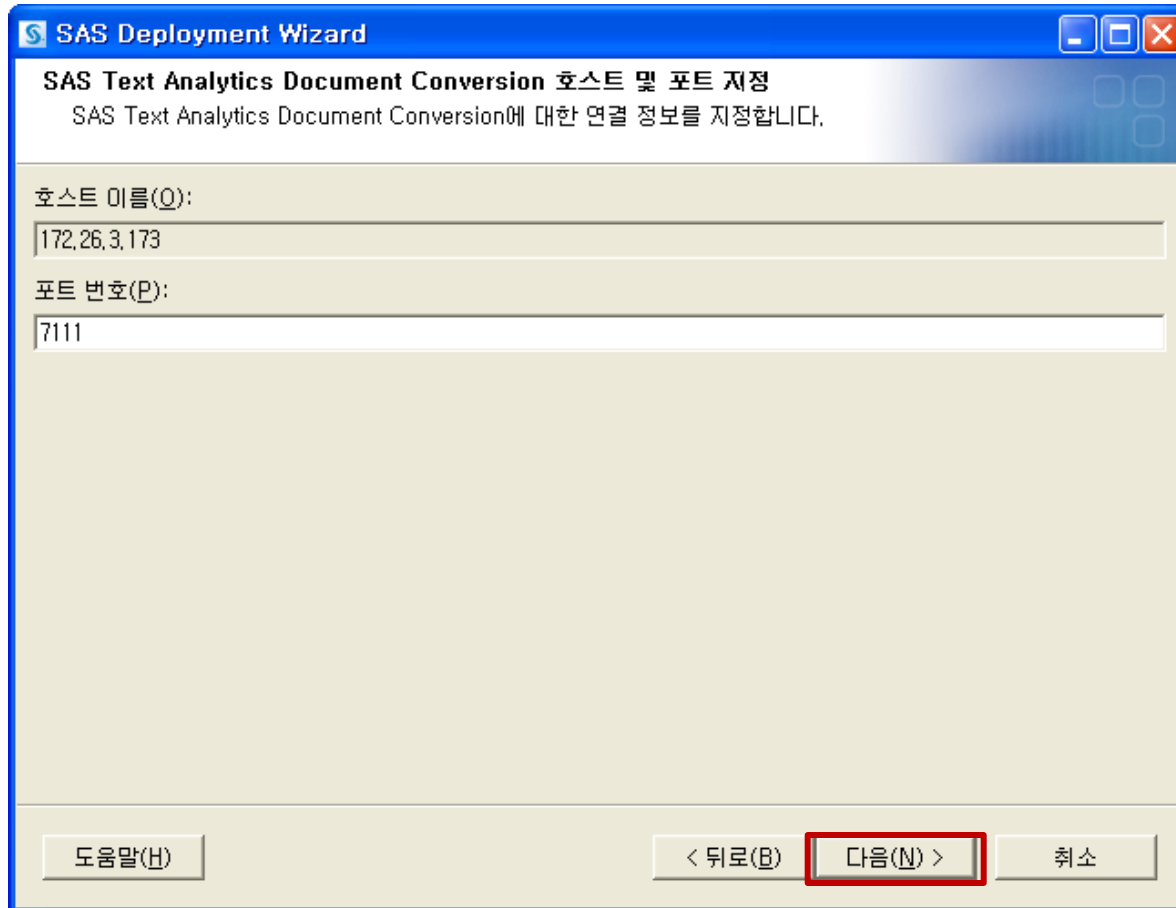 SAS Deployment Wizard
SAS Text Analytics Document Conversion 호스트 및 포트 지정
SAS Text Analytics Document Conversion에 대한 연결 정보를 지정합니다.
호스트 이름(O):
172.26.3.173
포트 번호(P):
7111
도움말(H) < 뒤로(B) 다음(N) > 취소